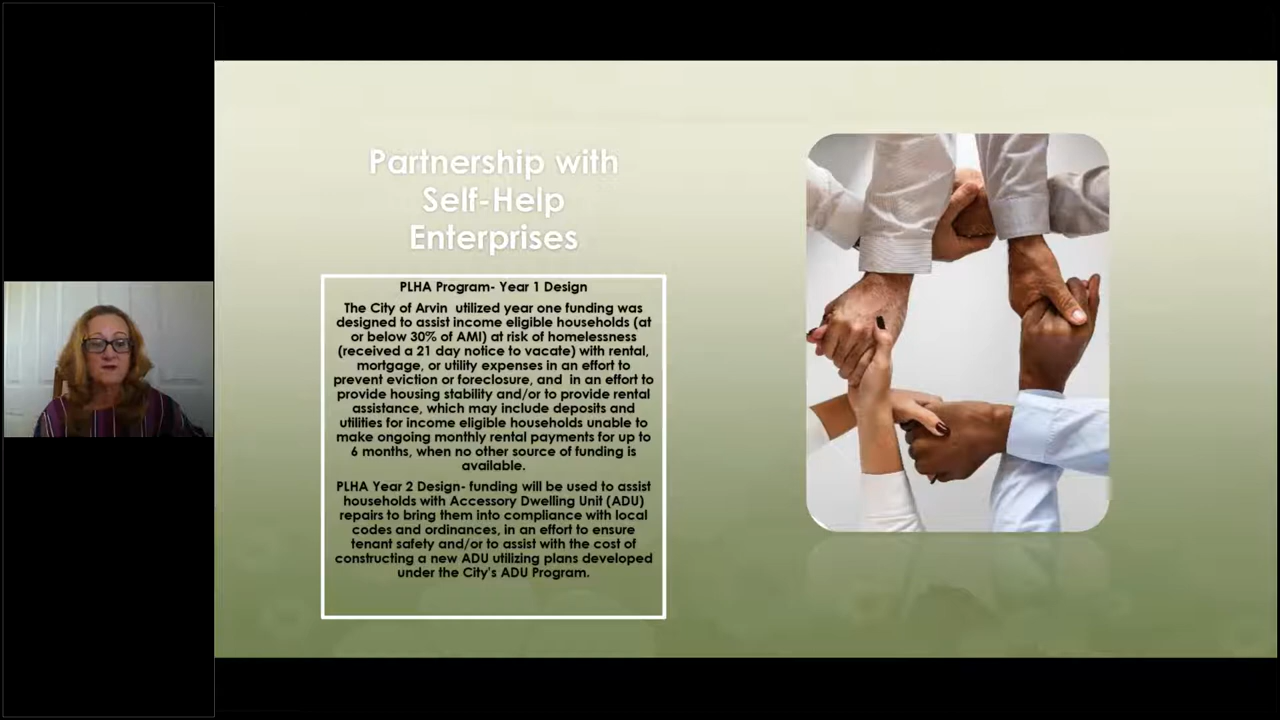 Partnership with
Self-Help
Enterprises
PLHA Program- Year 1 Design
The City of Arvin utilized year one funding was
designed to assist income eligible households (at
or below 30% of AMI) at risk of homelessness
(received a 21 day notice to vacate) with rental,
mortgage, or utility expenses in an effort to
prevent eviction or foreclosure, and in an effort to
provide housing stability and/or to provide rental
assistance, which may include deposits and
utilities for income eligible households unable to
make ongoing monthly rental payments for up to
6 months, when no other source of funding is
available.
PLHA Year 2 Design- funding will be used to assist
households with Accessory Dwelling Unit (ADU)
repairs to bring them into compliance with local
codes and ordinances, in an effort to ensure
tenant safety and/or to assist with the cost of
constructing a new ADU utilizing plans developed
under the City's ADU Program.